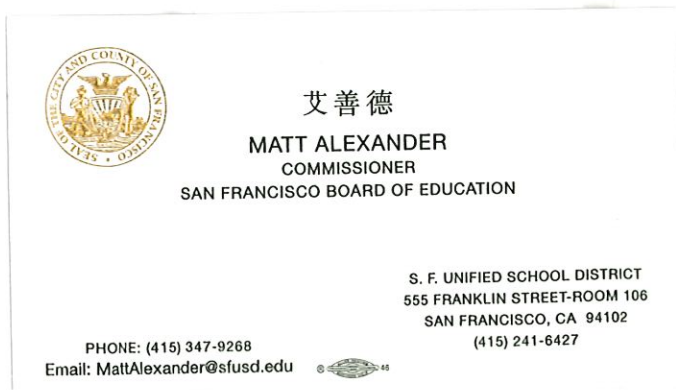 SEAL OF THE CITY AND COUNTY OF SAN FRANCISCO
艾善德
MATT ALEXANDER
COMMISSIONER
SAN FRANCISCO BOARD OF EDUCATION
S. F. UNIFIED SCHOOL DISTRICT
555 FRANKLIN STREET-ROOM 106
SAN FRANCISCO, CA 94102
(415) 241-6427
PHONE: (415) 347-9268
Email: MattAlexander@sfusd.edu
46